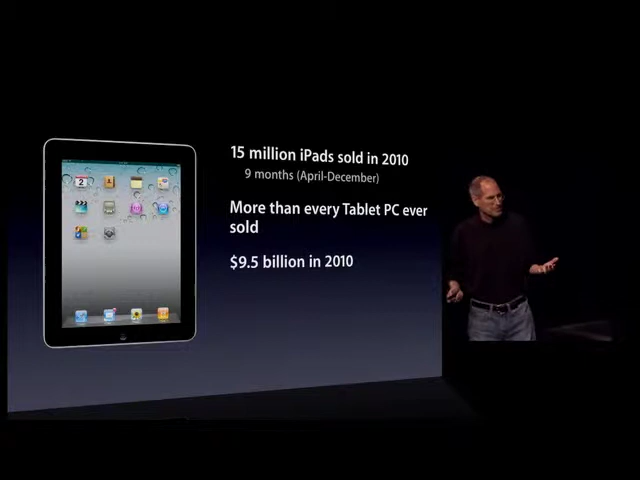 15 million iPads sold in 2010
9 months (April-December)
More than every Tablet PC ever
sold
$9.5 billion in 2010
2